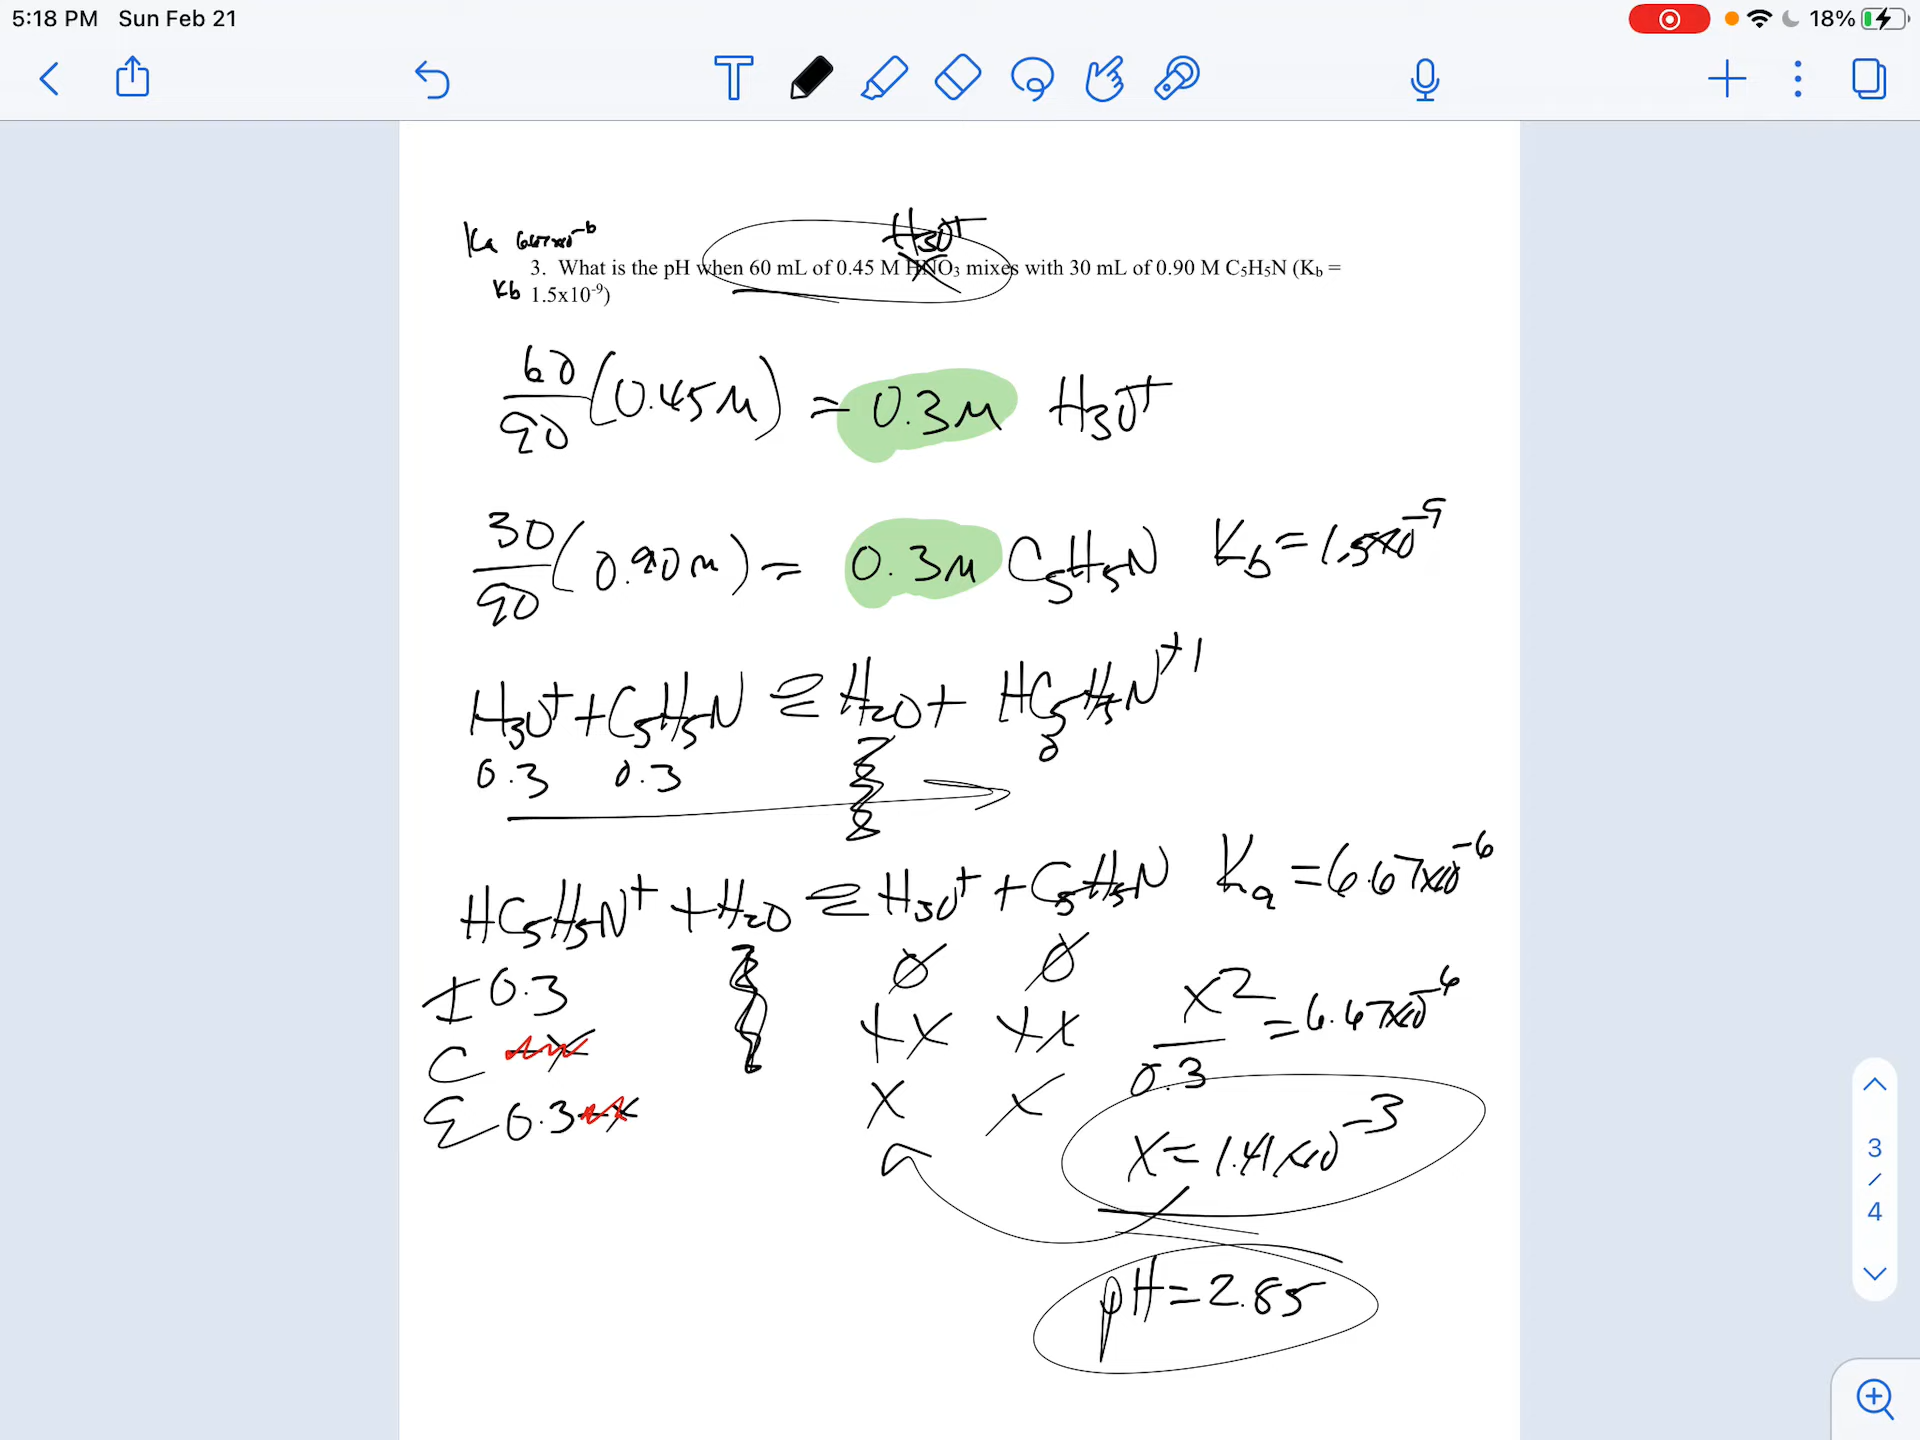 5:18 PM Sun Feb 21
18%
H₃O⁺
Ka 6.67x10⁻⁶
3. What is the pH when 60 mL of 0.45 M HNO₃ mixes with 30 mL of 0.90 M C₅H₅N (K_b =
Kb 1.5x10⁻⁹)
60/90 (0.45M) = 0.3M H₃O⁺
30/90 (0.90M) = 0.3M C₅H₅N K_b = 1.5x10⁻⁹
H₃O⁺ + C₅H₅N ⇌ H₂O + HC₅H₅N⁺¹
0.3 0.3 0
HC₅H₅N⁺ + H₂O ⇌ H₃O⁺ + C₅H₅N Ka = 6.67x10⁻⁶
I 0.3 0 0
C -x +x +x
E 0.3-x x x
x²/0.3 = 6.67x10⁻⁶
x = 1.41x10⁻³
pH = 2.85
3
/
4